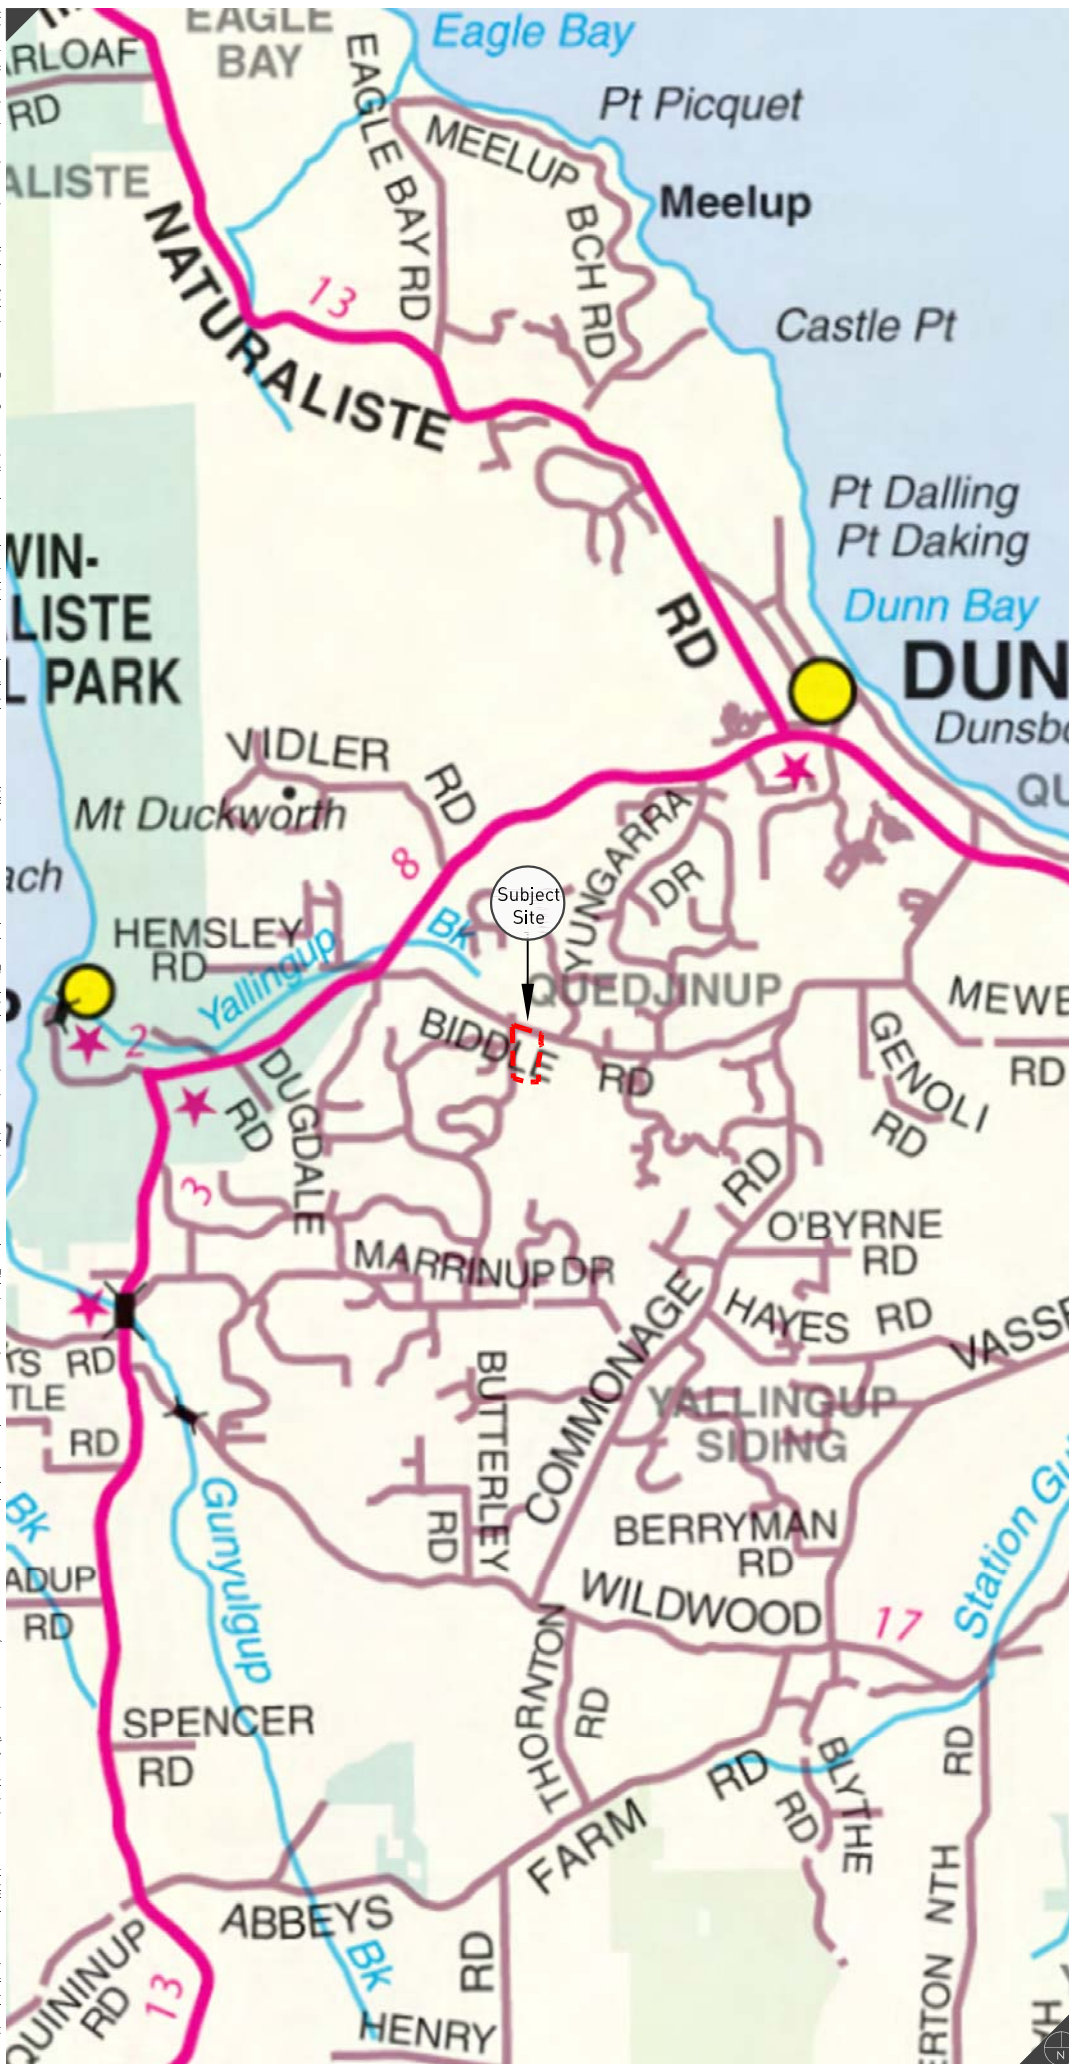 EAGLE
BAY
Eagle Bay
RLOAF
RD
EAGLE BAY RD
Pt Picquet
MEELUP
BCH RD
Meelup
ALISTE
NATURALISTE
RD
13
Castle Pt
Pt Dalling
Pt Daking
Dunn Bay
DUN
QU
WIN-
LISTE
L PARK
VIDLER
RD
Mt Duckworth
8
YUNGARRA
DR
Subject
Site
ach
HEMSLEY
RD
Yallingup
Bk
QUEDJINUP
MEWE
RD
BIDDLE
RD
2
GENOLI
RD
DUGDALE
RD
3
RD
O'BYRNE
RD
MARRINUP DR
HAYES RD
VASSE
COMMONAGE
RD
TLE
RD
BUTTERLEY
RD
YALLINGUP
SIDING
Bk
Gunyulgup
BERRYMAN
RD
ADUP
RD
WILDWOOD
17
Station Gu
THORNTON
RD
SPENCER
RD
RD
BLYTHE
RD
RD
FARM
ABBEYS
Bk
ERTON NTH
QUININUP
RD
13
RD
HENRY
N